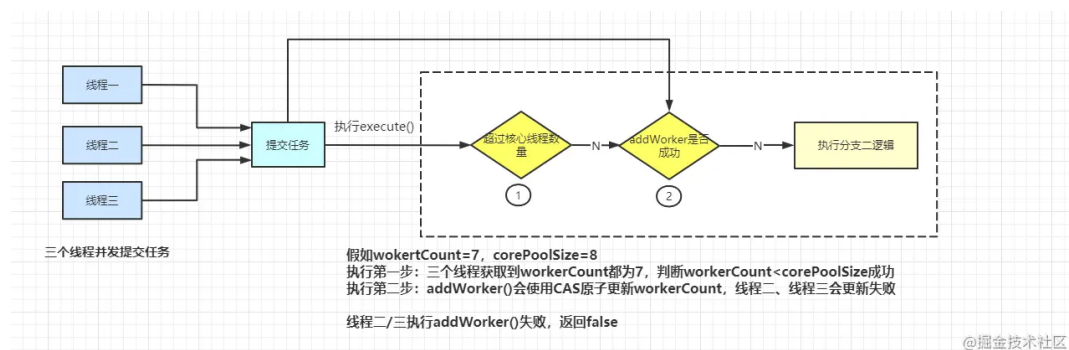 线程一
线程二
线程三
提交任务
执行execute()
超过核心线程数
量
N
addWorker是否
成功
N
执行分支二逻辑
1
2
三个线程并发提交任务
假如wokertCount=7，corePoolSize=8
执行第一步：三个线程获取到workerCount都为7，判断workerCount<corePoolSize成功
执行第二步：addWorker()会使用CAS原子更新workerCount，线程二、线程三会更新失败
线程二/三执行addWorker()失败，返回false
@掘金技术社区